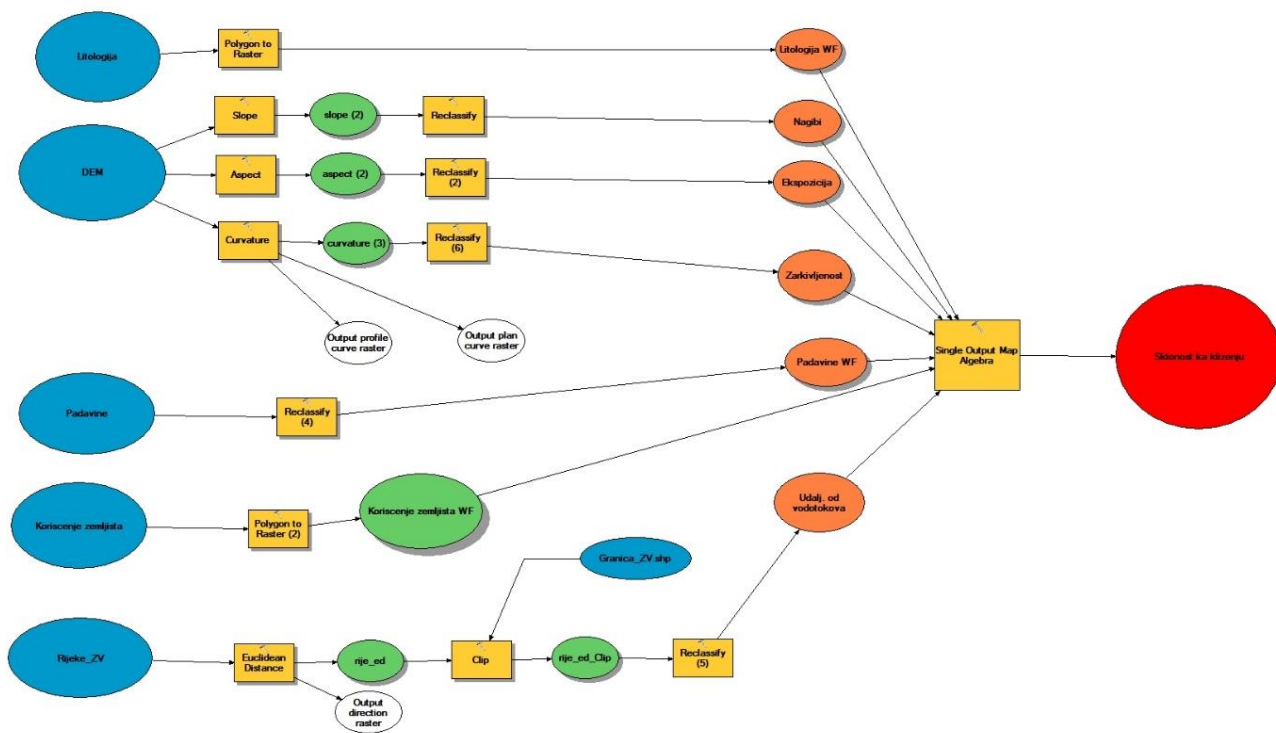 Litologija
Polygon to
Raster
Litologija WF
DEM
Slope
slope (2)
Reclassify
Nagibi
Aspect
aspect (2)
Reclassify
(2)
Ekspozicija
Curvature
curvature (3)
Reclassify
(6)
Zarkivljenost
Output profile
curve raster
Output plan
curve raster
Single Output Map
Algebra
Sklonost ka klizenju
Padavine
Reclassify
(4)
Padavine WF
Koriscenje zemljista
Polygon to
Raster (2)
Koriscenje zemljista WF
Udalj. od
vodotokova
Granica_ZV.shp
Rijeke_ZV
Euclidean
Distance
rije_ed
Clip
rije_ed_Clip
Reclassify
(5)
Output
direction
raster